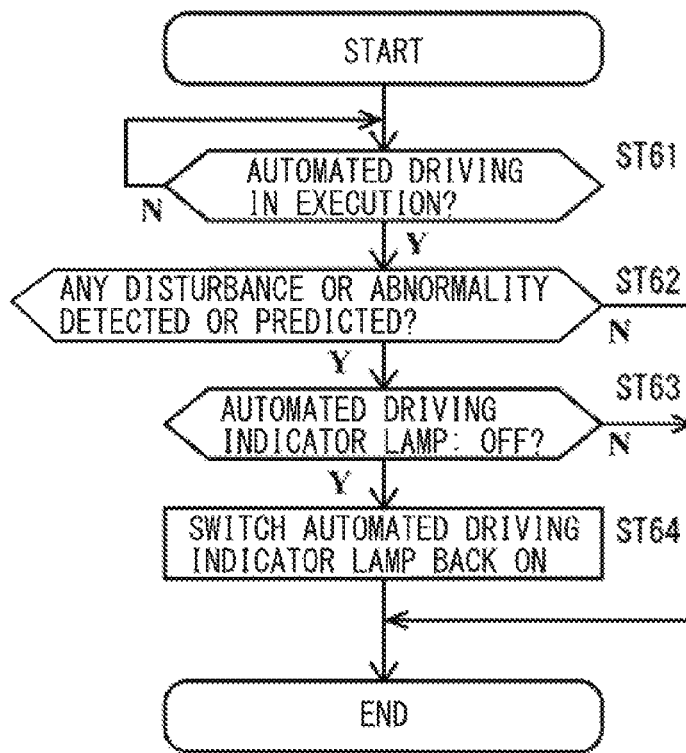 START
AUTOMATED DRIVING
IN EXECUTION?
ST61
N
Y
ANY DISTURBANCE OR ABNORMALITY
DETECTED OR PREDICTED?
ST62
N
Y
AUTOMATED DRIVING
INDICATOR LAMP: OFF?
ST63
N
Y
SWITCH AUTOMATED DRIVING
INDICATOR LAMP BACK ON
ST64
END